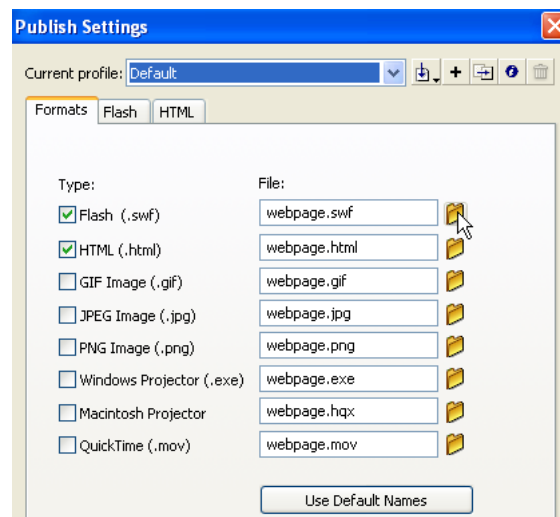 Publish Settings
Current profile: Default
Formats Flash HTML
Type: File:
Flash (.swf) webpage.swf
HTML (.html) webpage.html
GIF Image (.gif) webpage.gif
JPEG Image (.jpg) webpage.jpg
PNG Image (.png) webpage.png
Windows Projector (.exe) webpage.exe
Macintosh Projector webpage.hqx
QuickTime (.mov) webpage.mov
Use Default Names